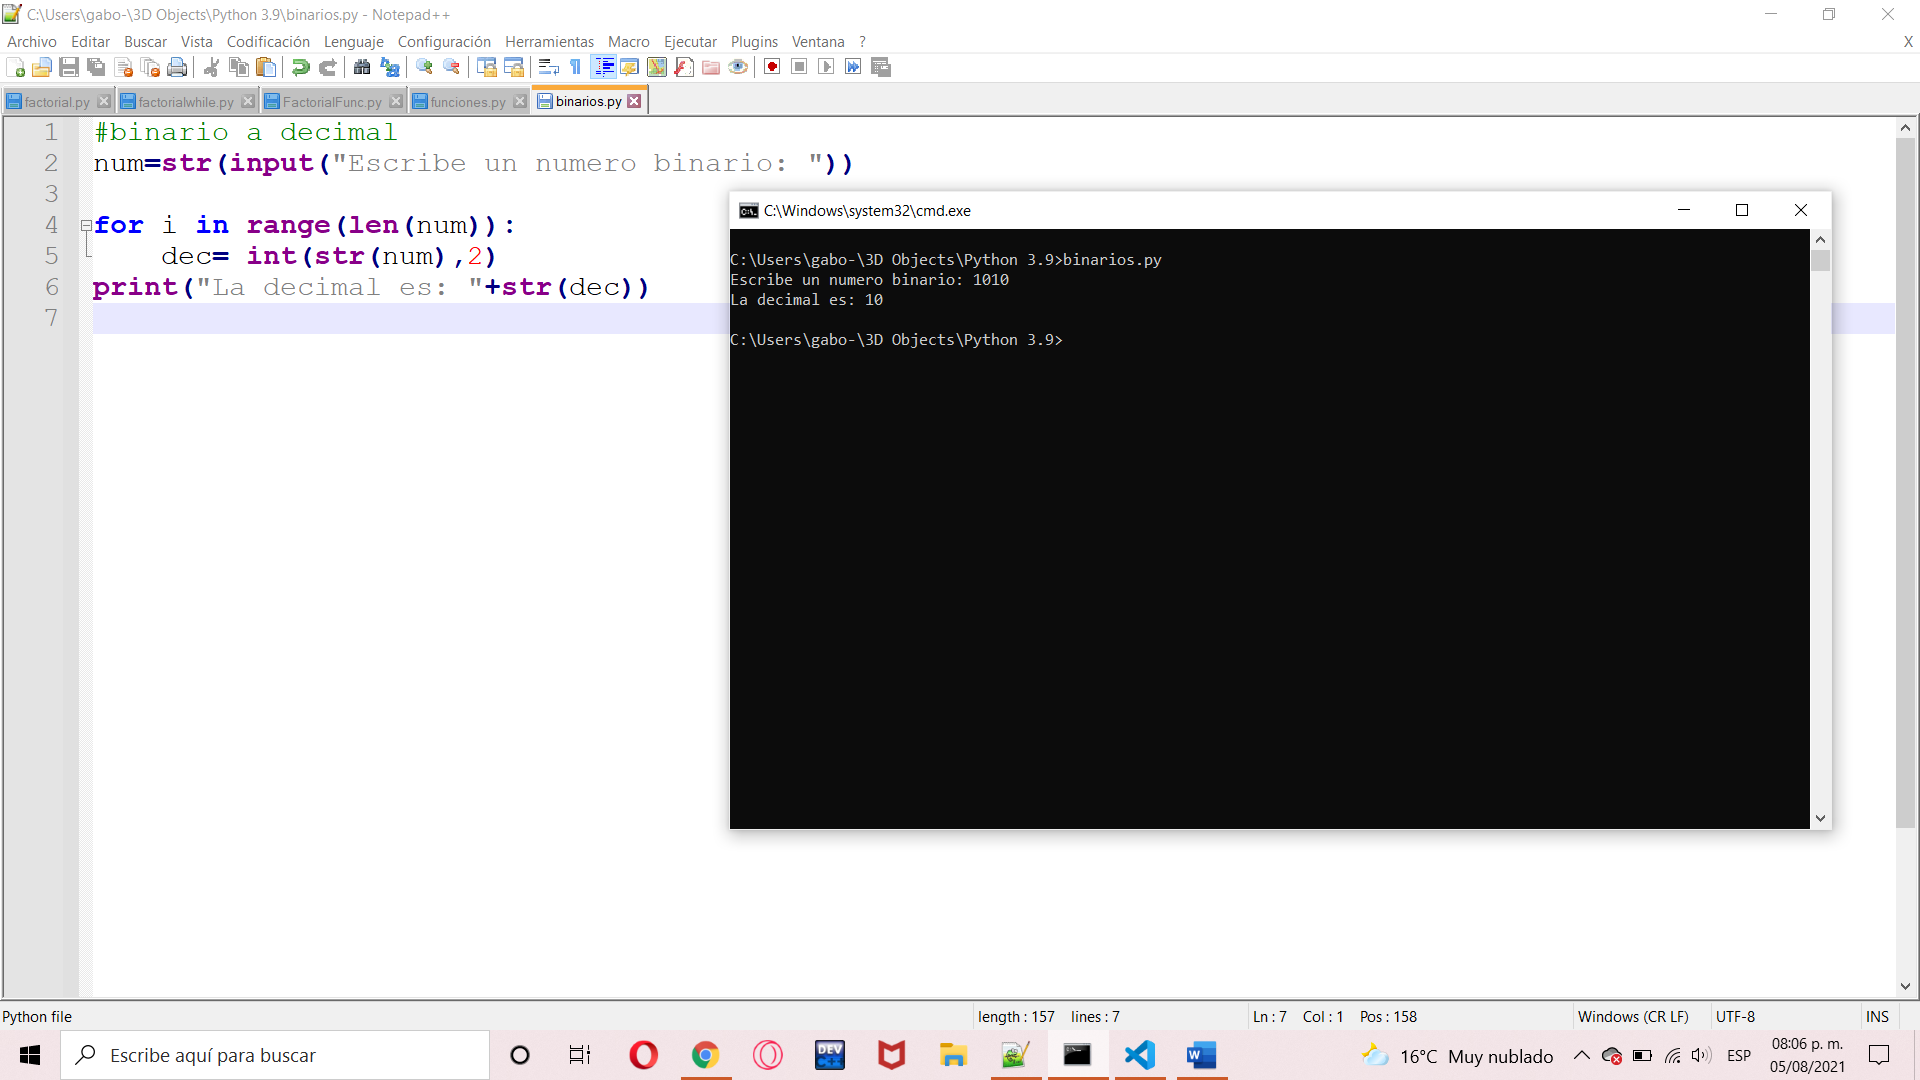 C:\Users\gabo-\3D Objects\Python 3.9\binarios.py - Notepad++
Archivo Editar Buscar Vista Codificación Lenguaje Configuración Herramientas Macro Ejecutar Plugins Ventana ? X
factorial.py factorialwhile.py FactorialFunc.py funciones.py binarios.py
1 #binario a decimal
2 num=str(input("Escribe un numero binario: "))
3
4 for i in range(len(num)):
5     dec= int(str(num),2)
6 print("La decimal es: "+str(dec))
7
C:\Windows\system32\cmd.exe
C:\Users\gabo-\3D Objects\Python 3.9>binarios.py
Escribe un numero binario: 1010
La decimal es: 10
C:\Users\gabo-\3D Objects\Python 3.9>
Python file length : 157 lines : 7 Ln : 7 Col : 1 Pos : 158 Windows (CR LF) UTF-8 INS
Escribe aquí para buscar DEV C++ W 16°C Muy nublado ESP
08:06 p. m.
05/08/2021